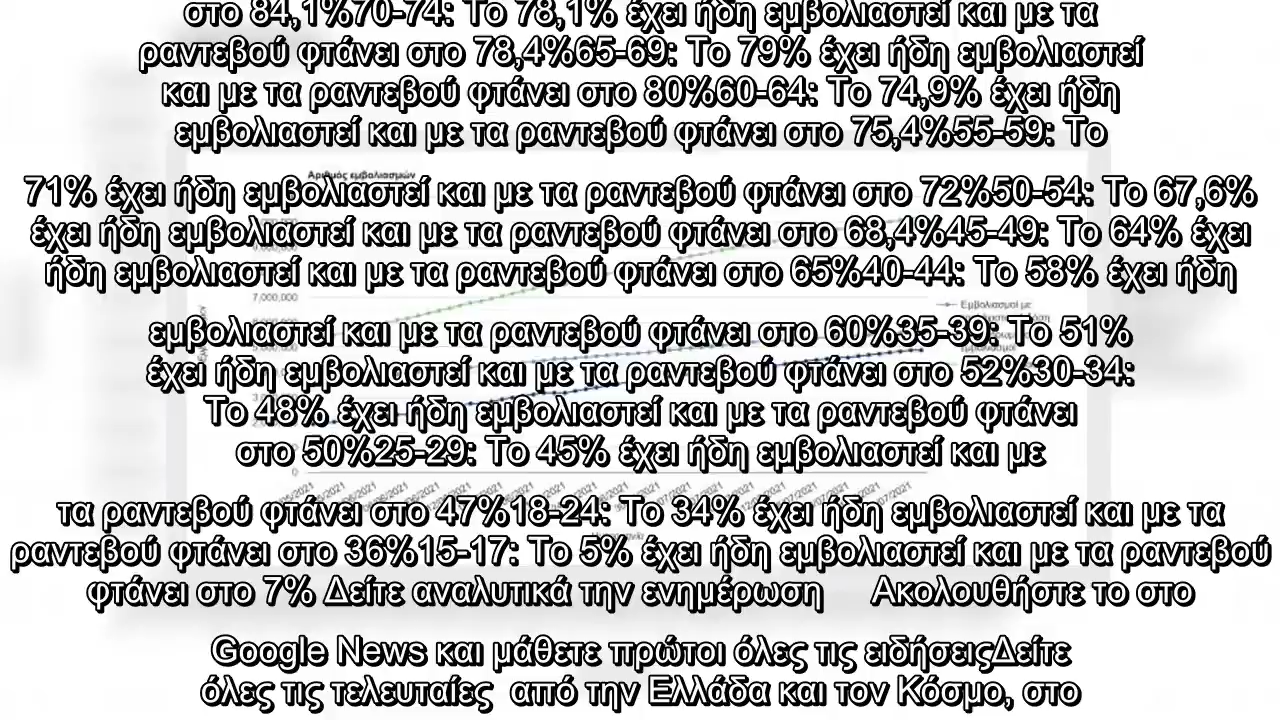 στο 84,1%70-74: Το 78,1% έχει ήδη εμβολιαστεί και με τα
ραντεβού φτάνει στο 78,4%65-69: Το 79% έχει ήδη εμβολιαστεί
και με τα ραντεβού φτάνει στο 80%60-64: Το 74,9% έχει ήδη
εμβολιαστεί και με τα ραντεβού φτάνει στο 75,4%55-59: Το
Αριθμός εμβολιασμών
71% έχει ήδη εμβολιαστεί και με τα ραντεβού φτάνει στο 72%50-54: Το 67,6%
έχει ήδη εμβολιαστεί και με τα ραντεβού φτάνει στο 68,4%45-49: Το 64% έχει
ήδη εμβολιαστεί και με τα ραντεβού φτάνει στο 65%40-44: Το 58% έχει ήδη
7,000,000
Εμβολιασμοί με
εμβολιαστεί και με τα ραντεβού φτάνει στο 60%35-39: Το 51%
έχει ήδη εμβολιαστεί και με τα ραντεβού φτάνει στο 52%30-34:
Το 48% έχει ήδη εμβολιαστεί και με τα ραντεβού φτάνει
στο 50%25-29: Το 45% έχει ήδη εμβολιαστεί και με
τα ραντεβού φτάνει στο 47%18-24: Το 34% έχει ήδη εμβολιαστεί και με τα
ραντεβού φτάνει στο 36%15-17: Το 5% έχει ήδη εμβολιαστεί και με τα ραντεβού
φτάνει στο 7% Δείτε αναλυτικά την ενημέρωση Ακολουθήστε το στο
Google News και μάθετε πρώτοι όλες τις ειδήσειςΔείτε
όλες τις τελευταίες από την Ελλάδα και τον Κόσμο, στο